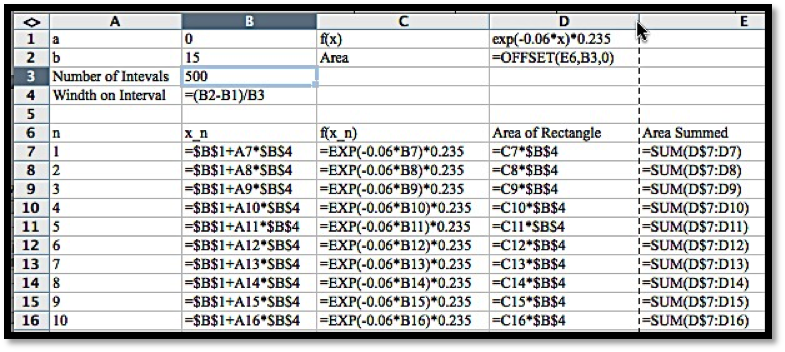 A B C D E
1 a 0 f(x) exp(-0.06*x)*0.235
2 b 15 Area =OFFSET(E6,B3,0)
3 Number of Intevals 500
4 Windth on Interval =(B2-B1)/B3
5
6 n x_n f(x_n) Area of Rectangle Area Summed
7 1 =$B$1+A7*$B$4 =EXP(-0.06*B7)*0.235 =C7*$B$4 =SUM(D$7:D7)
8 2 =$B$1+A8*$B$4 =EXP(-0.06*B8)*0.235 =C8*$B$4 =SUM(D$7:D8)
9 3 =$B$1+A9*$B$4 =EXP(-0.06*B9)*0.235 =C9*$B$4 =SUM(D$7:D9)
10 4 =$B$1+A10*$B$4 =EXP(-0.06*B10)*0.235 =C10*$B$4 =SUM(D$7:D10)
11 5 =$B$1+A11*$B$4 =EXP(-0.06*B11)*0.235 =C11*$B$4 =SUM(D$7:D11)
12 6 =$B$1+A12*$B$4 =EXP(-0.06*B12)*0.235 =C12*$B$4 =SUM(D$7:D12)
13 7 =$B$1+A13*$B$4 =EXP(-0.06*B13)*0.235 =C13*$B$4 =SUM(D$7:D13)
14 8 =$B$1+A14*$B$4 =EXP(-0.06*B14)*0.235 =C14*$B$4 =SUM(D$7:D14)
15 9 =$B$1+A15*$B$4 =EXP(-0.06*B15)*0.235 =C15*$B$4 =SUM(D$7:D15)
16 10 =$B$1+A16*$B$4 =EXP(-0.06*B16)*0.235 =C16*$B$4 =SUM(D$7:D16)